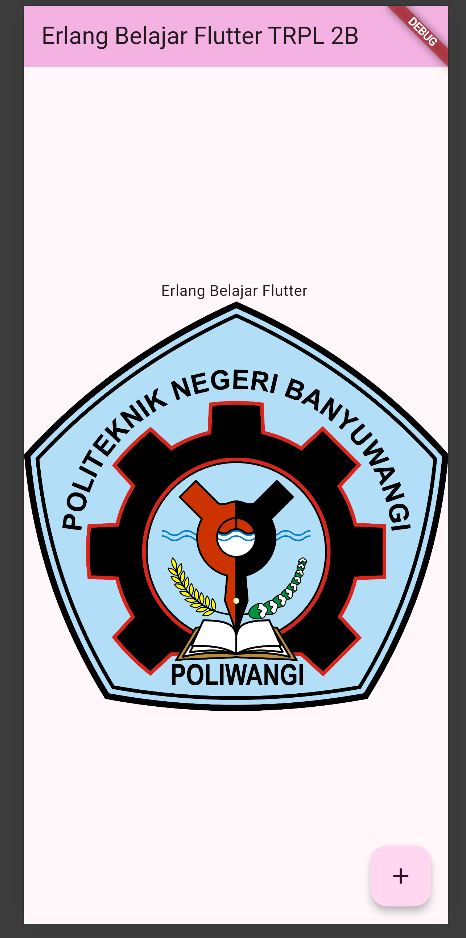 Erlang Belajar Flutter TRPL 2B
DEBUG
Erlang Belajar Flutter
POLITEKNIK NEGERI BANYUWANGI
POLIWANGI
+